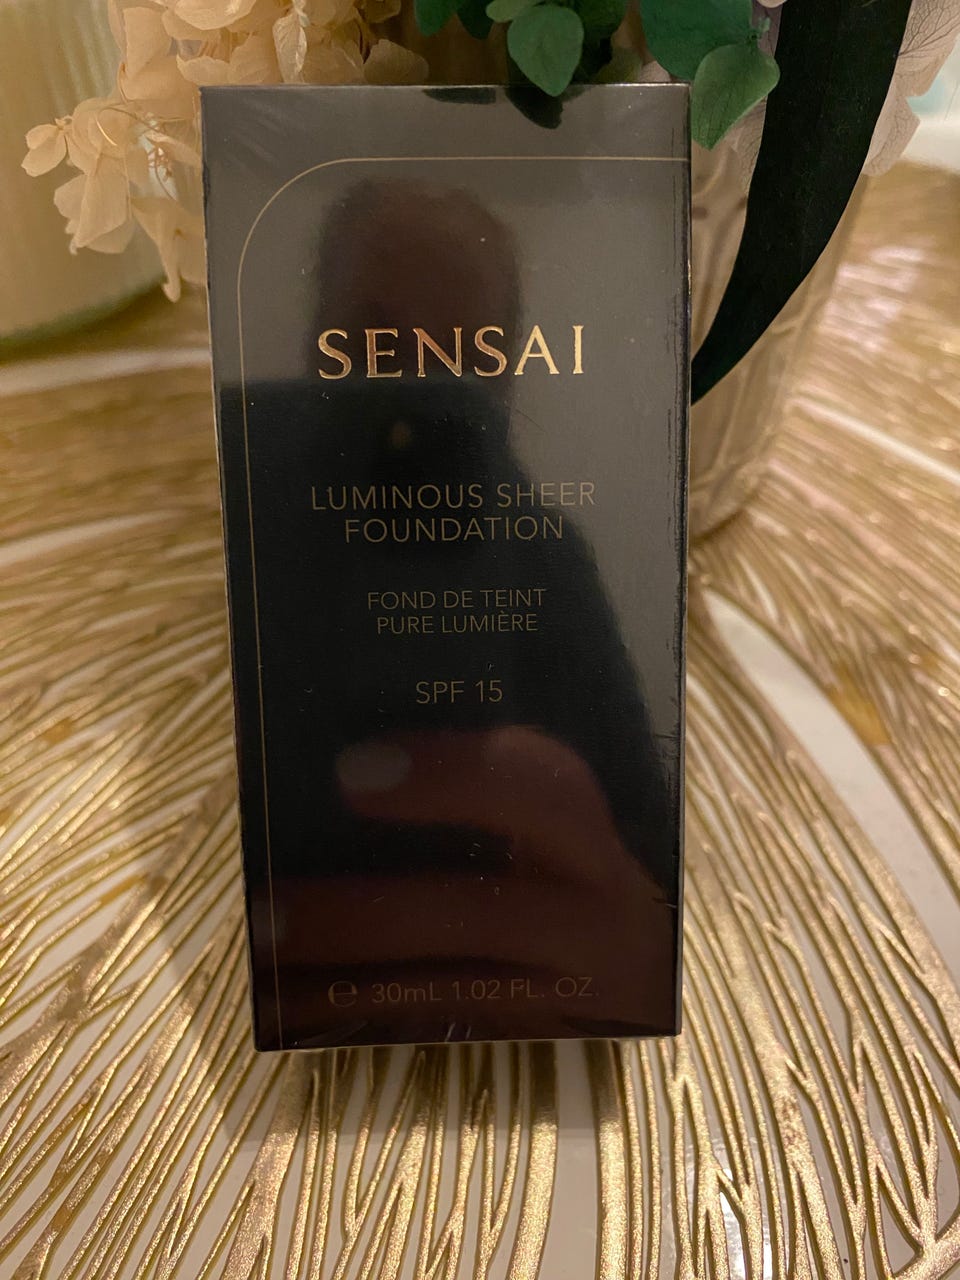 SENSAI
LUMINOUS SHEER
FOUNDATION
FOND DE TEINT
PURE LUMIÈRE
SPF 15
℮ 30mL 1.02 FL. OZ.